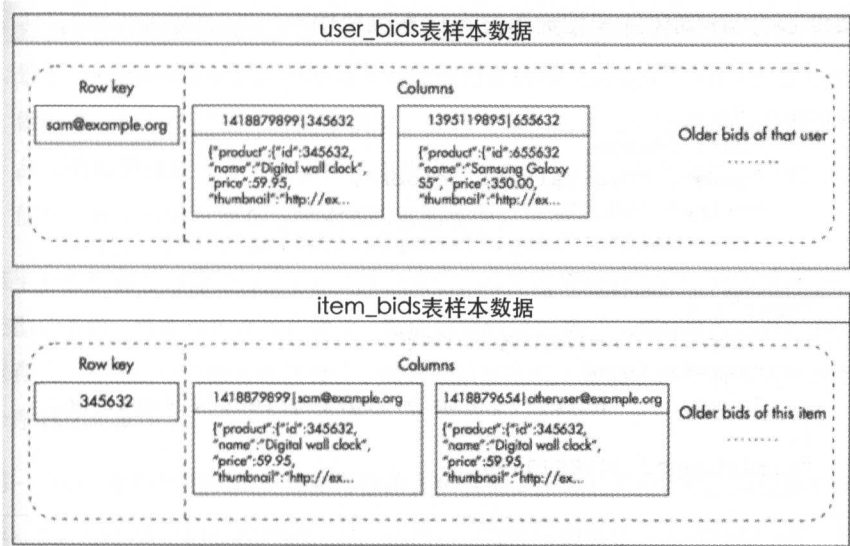 user_bids表样本数据
Row key
Columns
sam@example.org
1418879899|345632
{"product":{"id":345632,
"name":"Digital wall clock",
"price":59.95,
"thumbnail":"http://ex...
1395119895|655632
{"product":{"id":655632
"name":"Samsung Galaxy
S5", "price":350.00,
"thumbnail":"http://ex...
Older bids of that user
........
item_bids表样本数据
Row key
Columns
345632
1418879899|sam@example.org
{"product":{"id":345632,
"name":"Digital wall clock",
"price":59.95,
"thumbnail":"http://ex...
1418879654|otheruser@example.org
{"product":{"id":345632,
"name":"Digital wall clock",
"price":59.95,
"thumbnail":"http://ex...
Older bids of this item
........